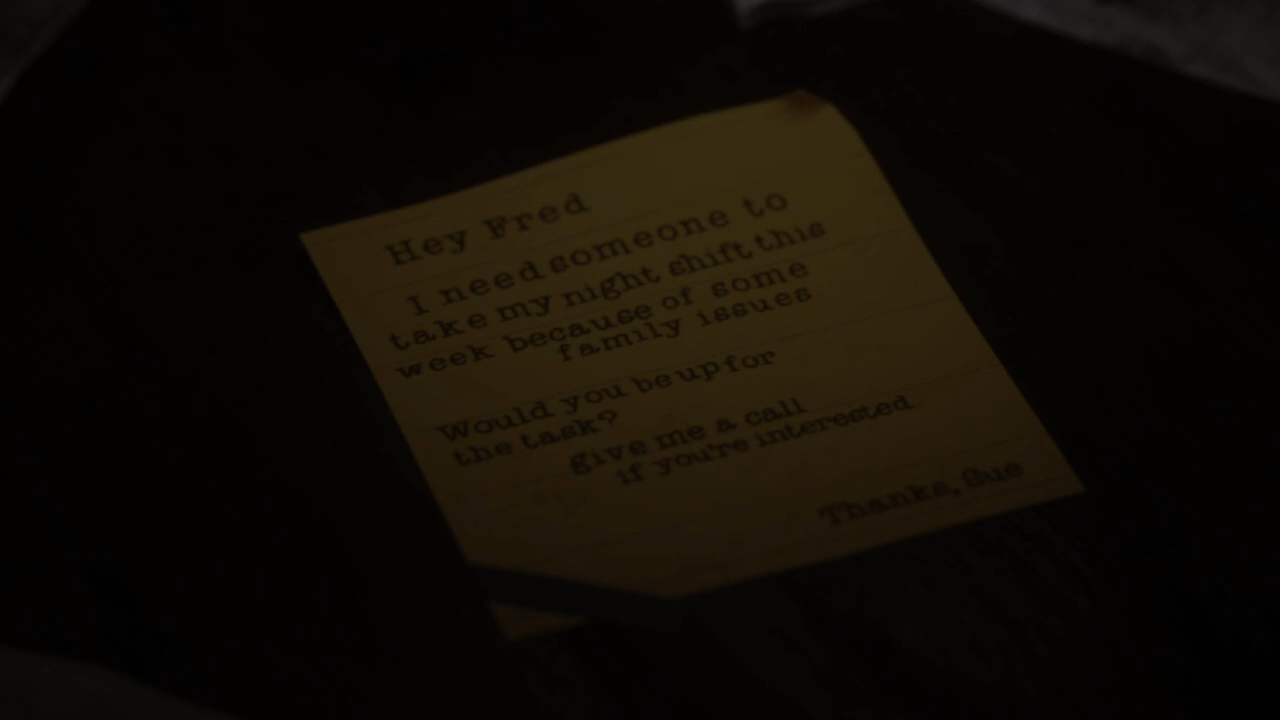 Hey Fred
I need someone to
take my night shift this
week because of some
family issues
Would you be up for
the task?
give me a call
if you're interested
Thanks, Sue